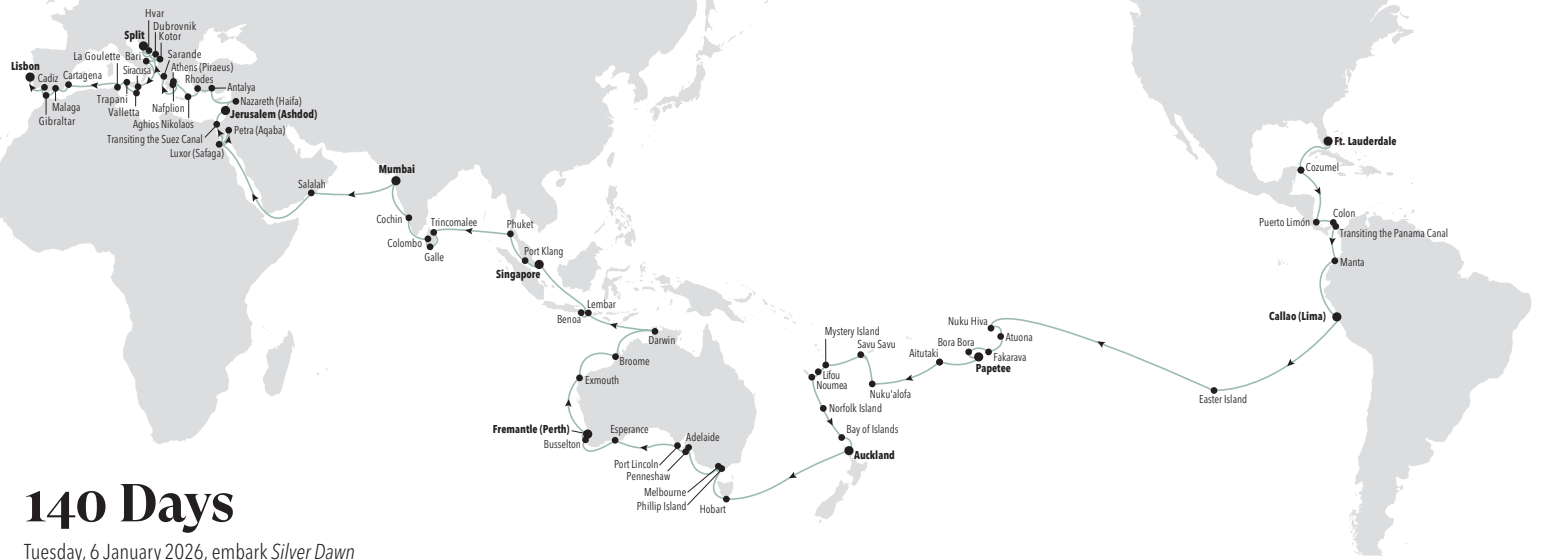 Hvar
Dubrovnik
Split
Kotor
La Goulette
Bari
Sarande
Lisbon
Siracusa
Athens (Piraeus)
Cadiz
Cartagena
Rhodes
Antalya
Trapani
Nazareth (Haifa)
Malaga
Valletta
Nafplion
Jerusalem (Ashdod)
Gibraltar
Aghios Nikolaos
Petra (Aqaba)
Transiting the Suez Canal
Luxor (Safaga)
Ft. Lauderdale
Mumbai
Cozumel
Salalah
Cochin
Trincomalee
Phuket
Puerto Limón
Colon
Transiting the Panama Canal
Colombo
Galle
Port Klang
Manta
Singapore
Lembar
Benoa
Callao (Lima)
Nuku Hiva
Mystery Island
Darwin
Atuona
Savu Savu
Bora Bora
Aitutaki
Fakarava
Broome
Papetee
Lifou
Exmouth
Noumea
Nuku'alofa
Easter Island
Norfolk Island
Fremantle (Perth)
Esperance
Bay of Islands
Adelaide
Busselton
Auckland
Port Lincoln
Penneshaw
Melbourne
Phillip Island
Hobart
140 Days
Tuesday, 6 January 2026, embark Silver Dawn